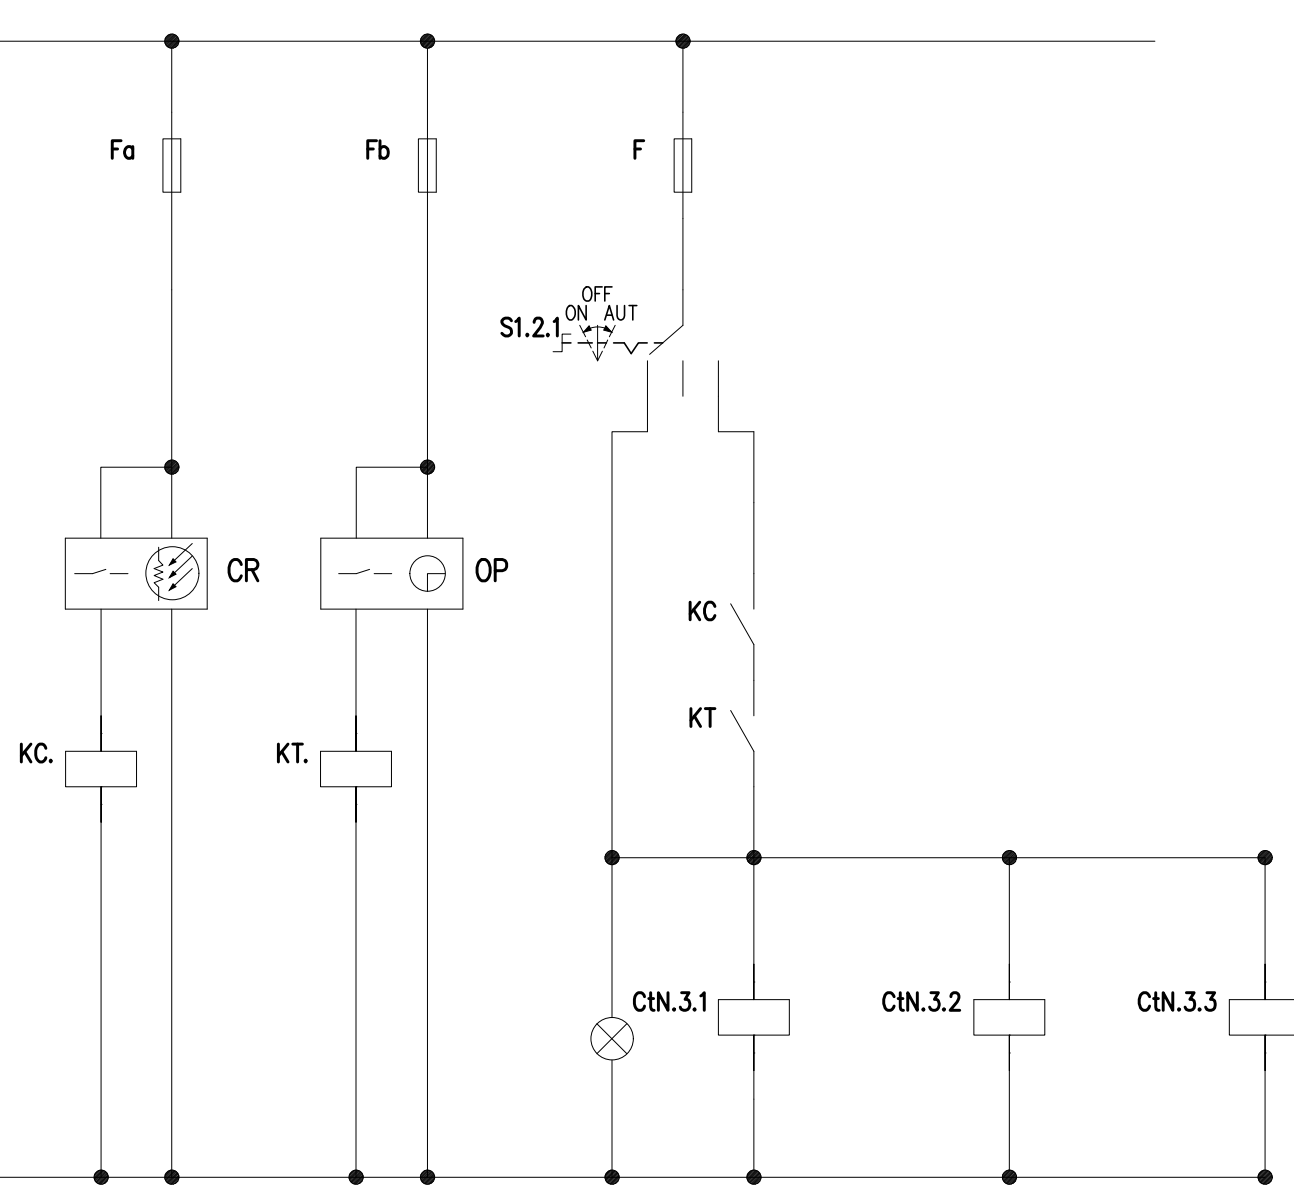 Fa
Fb
F
OFF
ON AUT
S1.2.1
CR
OP
KC
KT
KC.
KT.
CtN.3.1
CtN.3.2
CtN.3.3